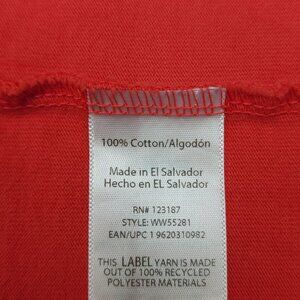 100% Cotton/Algodón
Made in El Salvador
Hecho en EL Salvador
RN# 123187
STYLE: WW55281
EAN/UPC 1 9620310982
THIS LABEL YARN IS MADE
OUT OF 100% RECYCLED
POLYESTER MATERIALS